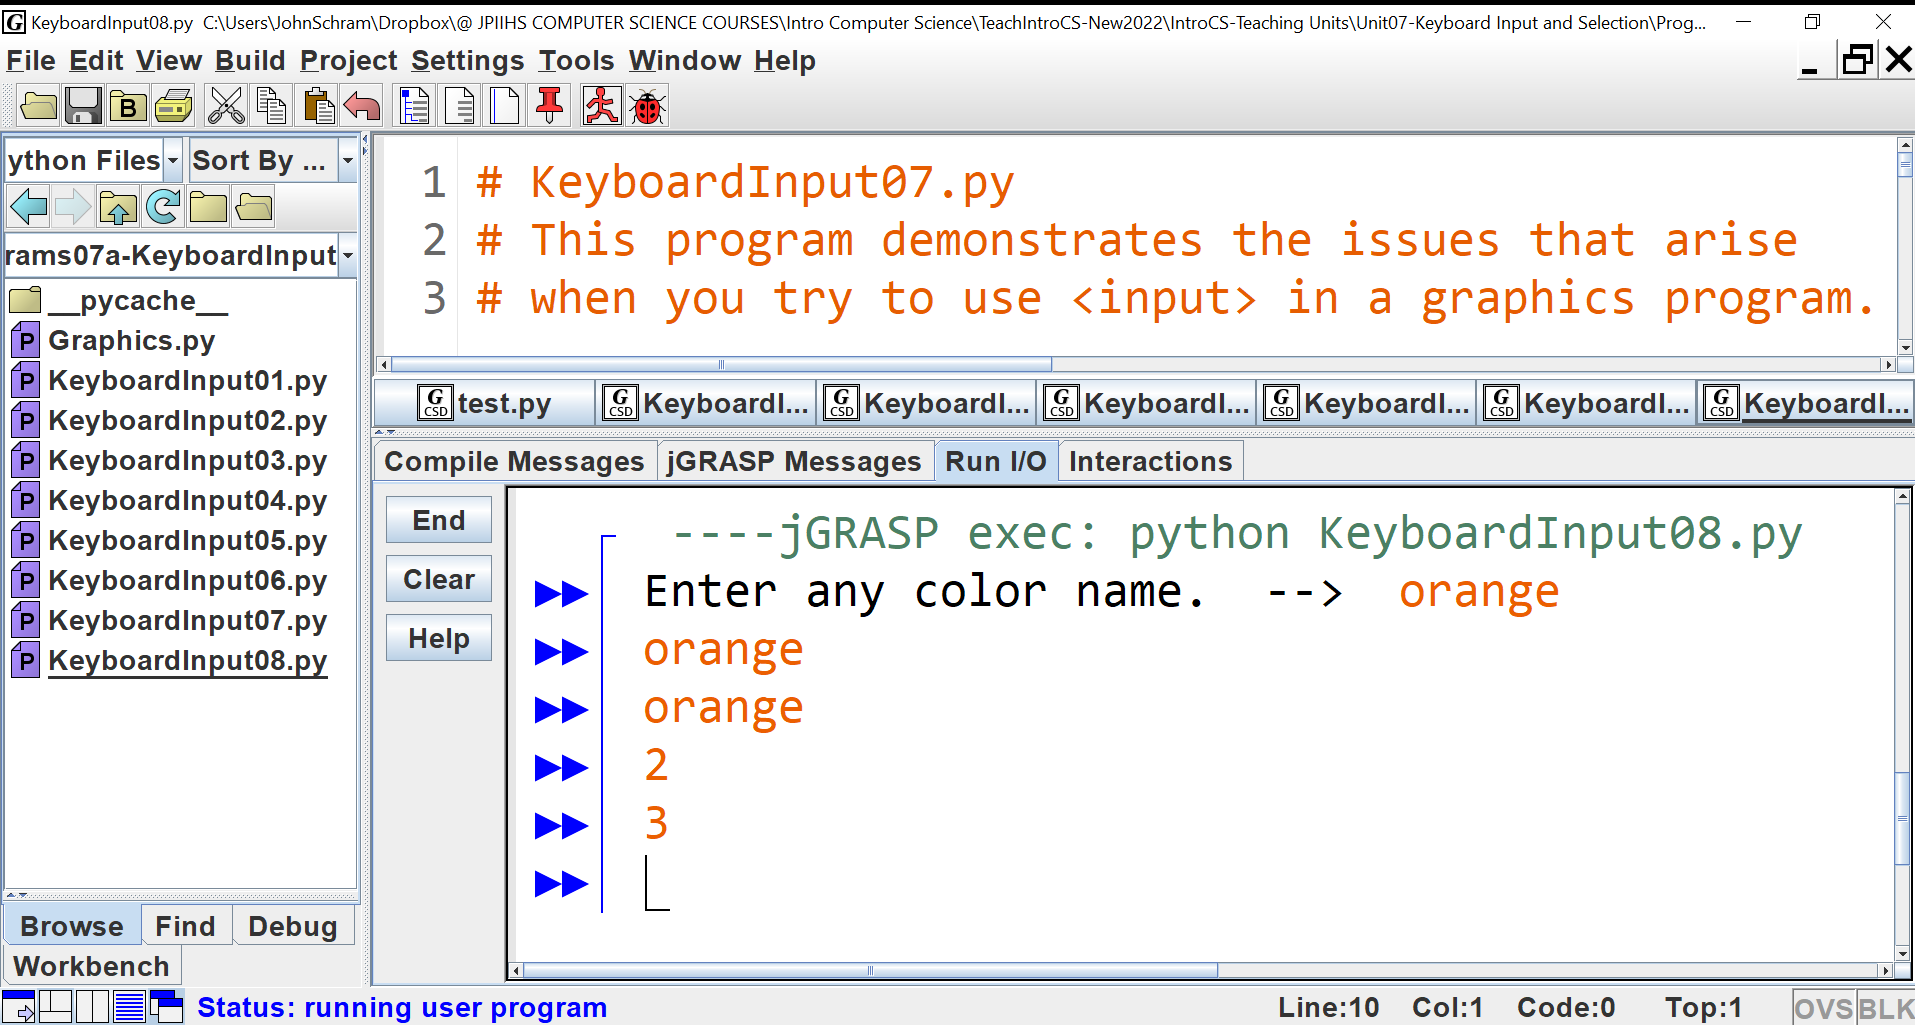 KeyboardInput08.py C:\Users\JohnSchram\Dropbox\@ JPIIHS COMPUTER SCIENCE COURSES\Intro Computer Science\TeachIntroCS-New2022\IntroCS-Teaching Units\Unit07-Keyboard Input and Selection\Prog...
File Edit View Build Project Settings Tools Window Help
B
ython Files Sort By ...
rams07a-KeyboardInput
__pycache__
Graphics.py
KeyboardInput01.py
KeyboardInput02.py
KeyboardInput03.py
KeyboardInput04.py
KeyboardInput05.py
KeyboardInput06.py
KeyboardInput07.py
KeyboardInput08.py
Browse Find Debug
Workbench
1 # KeyboardInput07.py
2 # This program demonstrates the issues that arise
3 # when you try to use <input> in a graphics program.
test.py KeyboardI... KeyboardI... KeyboardI... KeyboardI... KeyboardI... KeyboardI...
Compile Messages jGRASP Messages Run I/O Interactions
End
Clear
Help
----jGRASP exec: python KeyboardInput08.py
Enter any color name. --> orange
orange
orange
2
3
Status: running user program Line:10 Col:1 Code:0 Top:1 OVS BLK